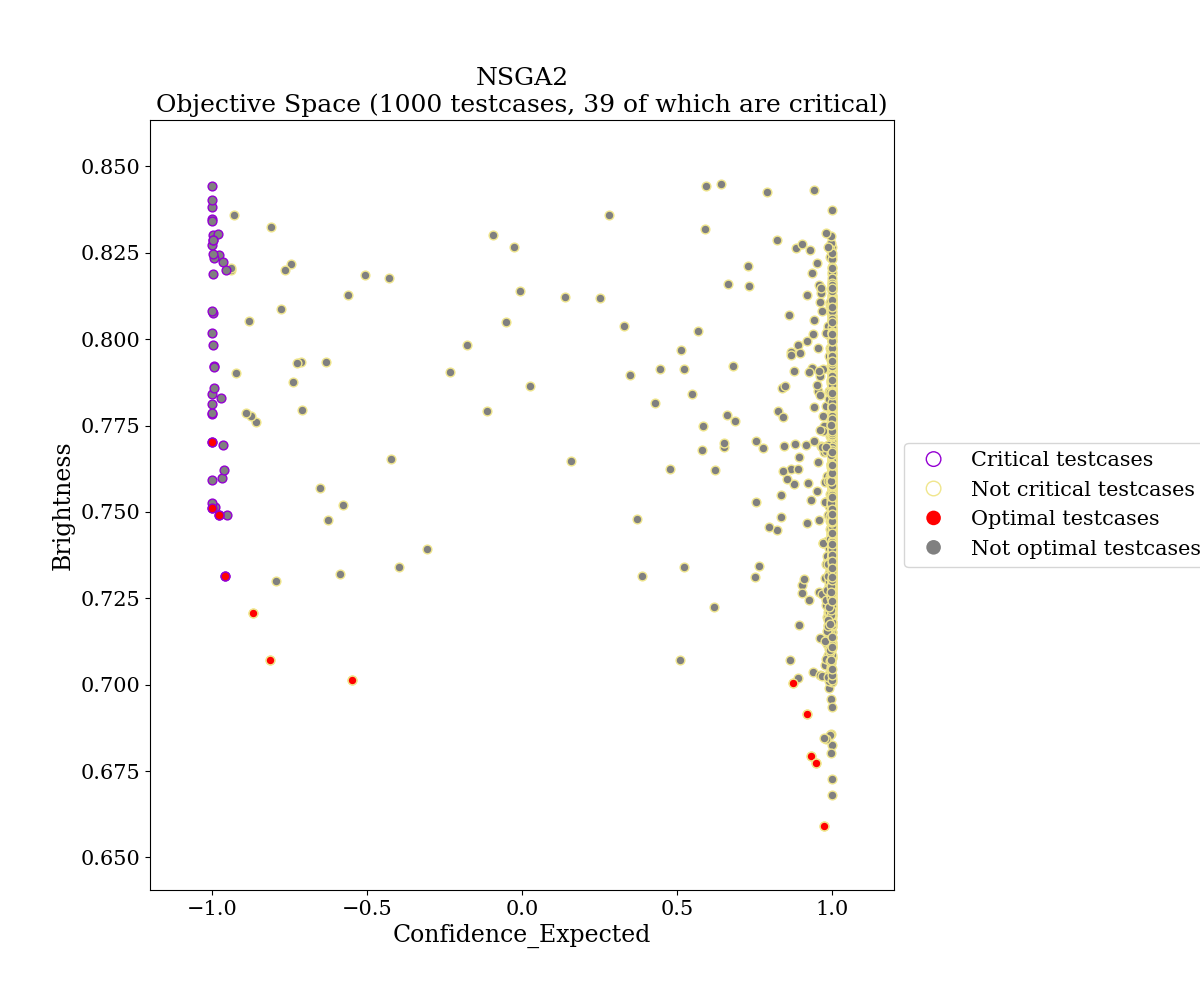 NSGA2
Objective Space (1000 testcases, 39 of which are critical)
0.850
0.825
0.800
0.775
0.750
0.725
0.700
0.675
0.650
Brightness
−1.0
−0.5
0.0
0.5
1.0
Confidence_Expected
Critical testcases
Not critical testcases
Optimal testcases
Not optimal testcases